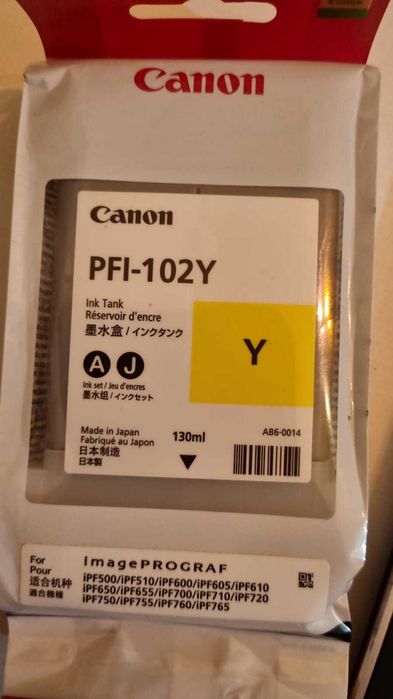 Canon
Canon
Canon
PFI-102Y
Ink Tank
Réservoir d'encre
墨水盒/インクタンク
Y
A J
Ink set / Jeu d'encres
墨水组/インクセット
Made in Japan
Fabriqué au Japon
日本制造
日本製
130ml
AB6-0014
For
Pour
适合机种
適合機種
imagePROGRAF
iPF500/iPF510/iPF600/iPF605/iPF610
iPF650/iPF655/iPF700/iPF710/iPF720
iPF750/iPF755/iPF760/iPF765